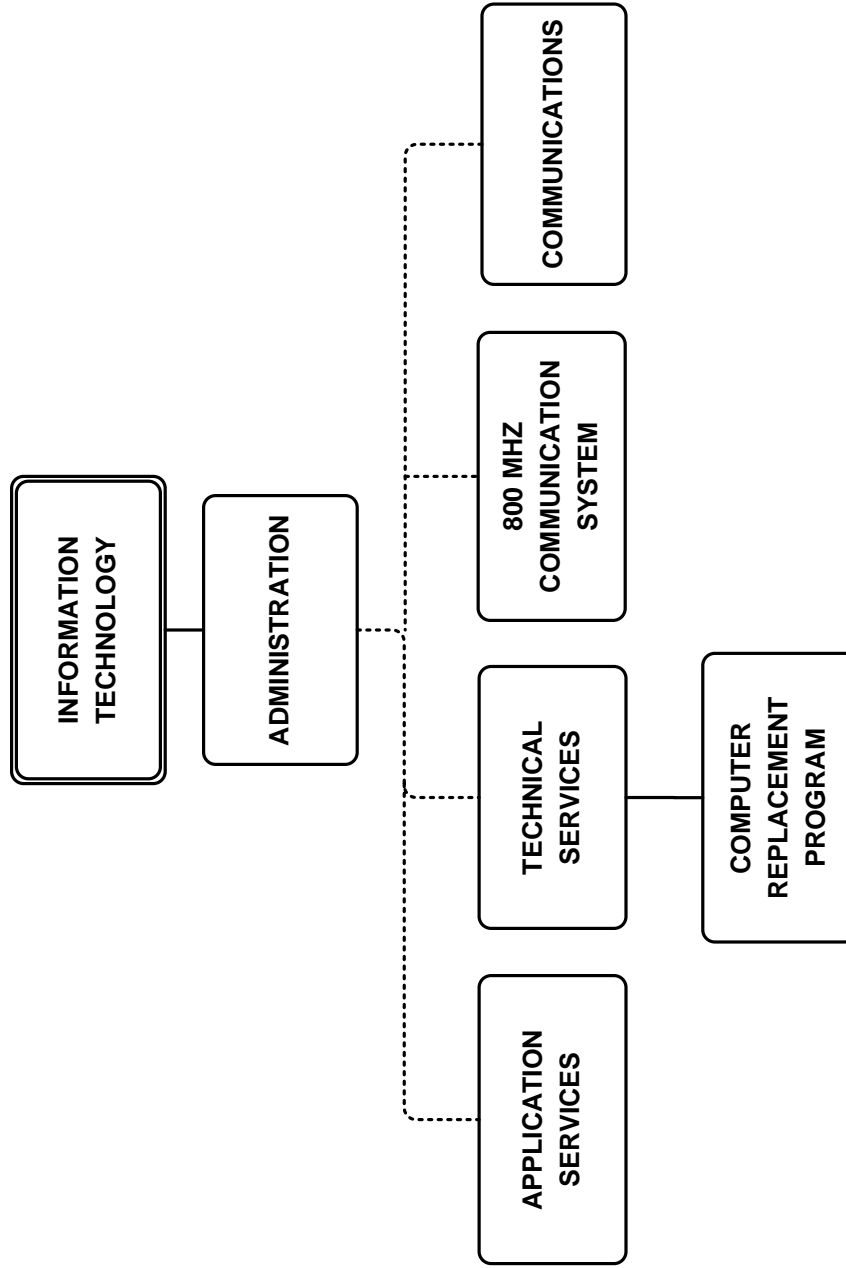 INFORMATION
TECHNOLOGY
ADMINISTRATION
APPLICATION
SERVICES
TECHNICAL
SERVICES
800 MHZ
COMMUNICATION
SYSTEM
COMMUNICATIONS
COMPUTER
REPLACEMENT
PROGRAM